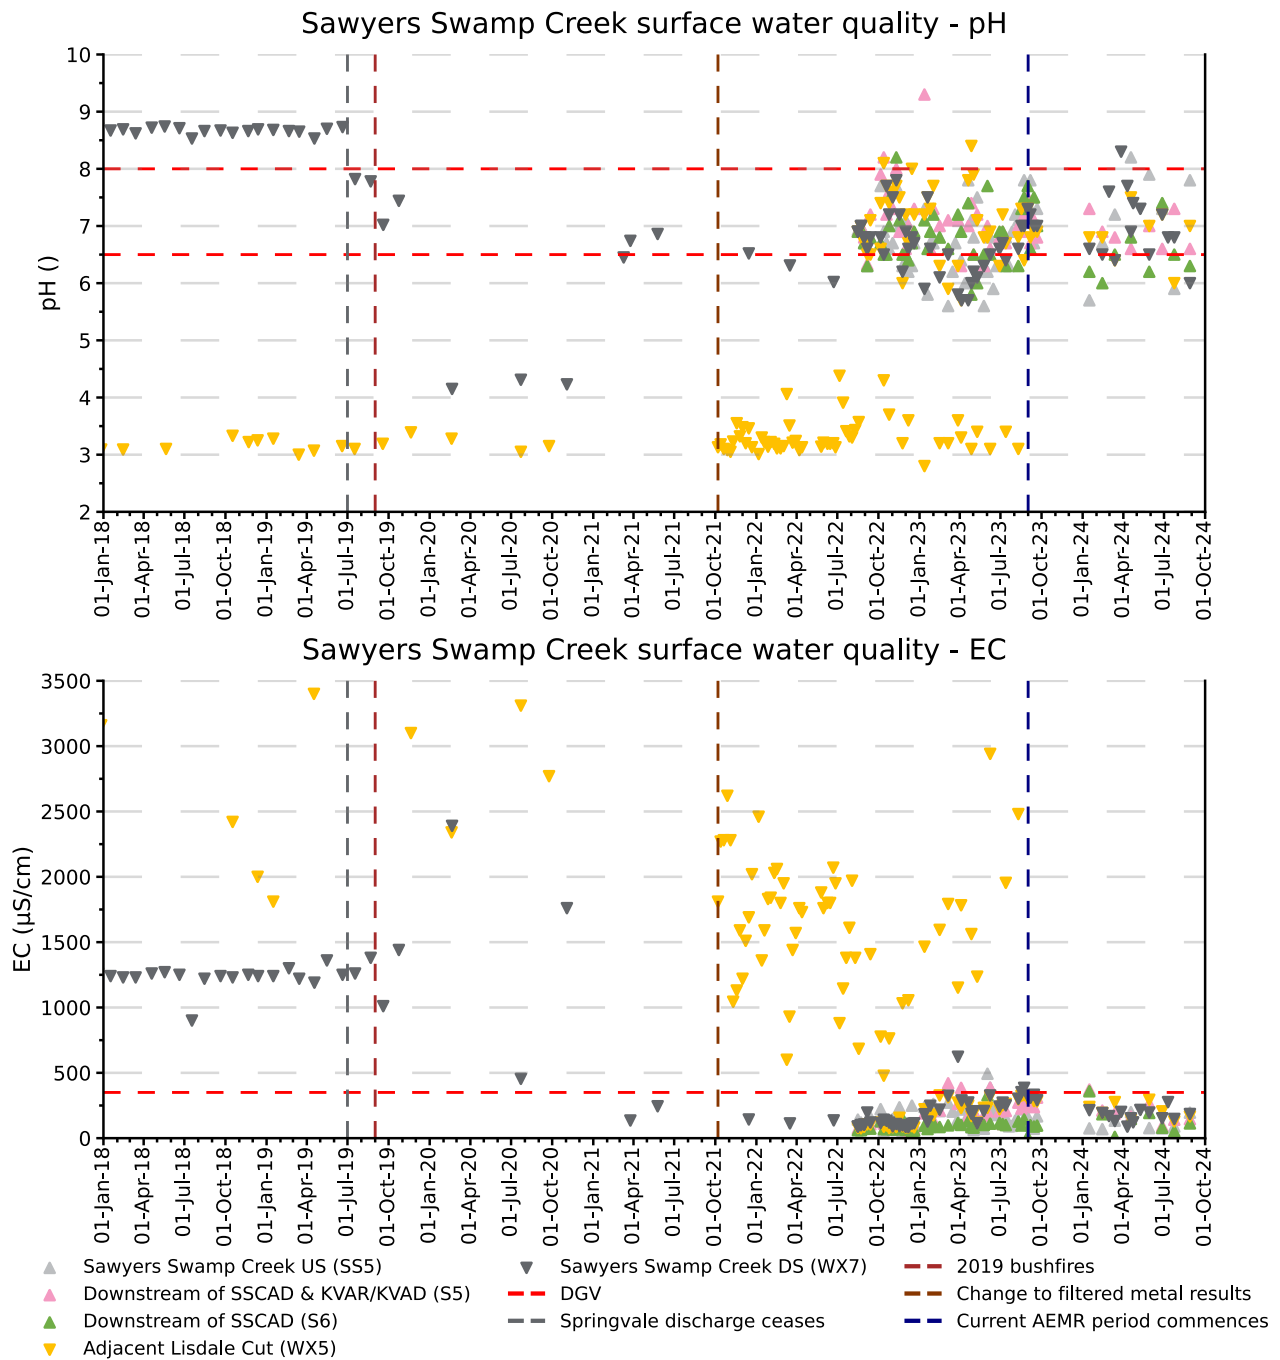 Sawyers Swamp Creek surface water quality - pH
10
9
8
7
6
5
4
3
2
pH ()
01-Jan-18
01-Apr-18
01-Jul-18
01-Oct-18
01-Jan-19
01-Apr-19
01-Jul-19
01-Oct-19
01-Jan-20
01-Apr-20
01-Jul-20
01-Oct-20
01-Jan-21
01-Apr-21
01-Jul-21
01-Oct-21
01-Jan-22
01-Apr-22
01-Jul-22
01-Oct-22
01-Jan-23
01-Apr-23
01-Jul-23
01-Oct-23
01-Jan-24
01-Apr-24
01-Jul-24
01-Oct-24
Sawyers Swamp Creek surface water quality - EC
3500
3000
2500
2000
1500
1000
500
0
EC (µS/cm)
01-Jan-18
01-Apr-18
01-Jul-18
01-Oct-18
01-Jan-19
01-Apr-19
01-Jul-19
01-Oct-19
01-Jan-20
01-Apr-20
01-Jul-20
01-Oct-20
01-Jan-21
01-Apr-21
01-Jul-21
01-Oct-21
01-Jan-22
01-Apr-22
01-Jul-22
01-Oct-22
01-Jan-23
01-Apr-23
01-Jul-23
01-Oct-23
01-Jan-24
01-Apr-24
01-Jul-24
01-Oct-24
Sawyers Swamp Creek US (SS5)
Downstream of SSCAD & KVAR/KVAD (S5)
Downstream of SSCAD (S6)
Adjacent Lisdale Cut (WX5)
Sawyers Swamp Creek DS (WX7)
DGV
Springvale discharge ceases
2019 bushfires
Change to filtered metal results
Current AEMR period commences